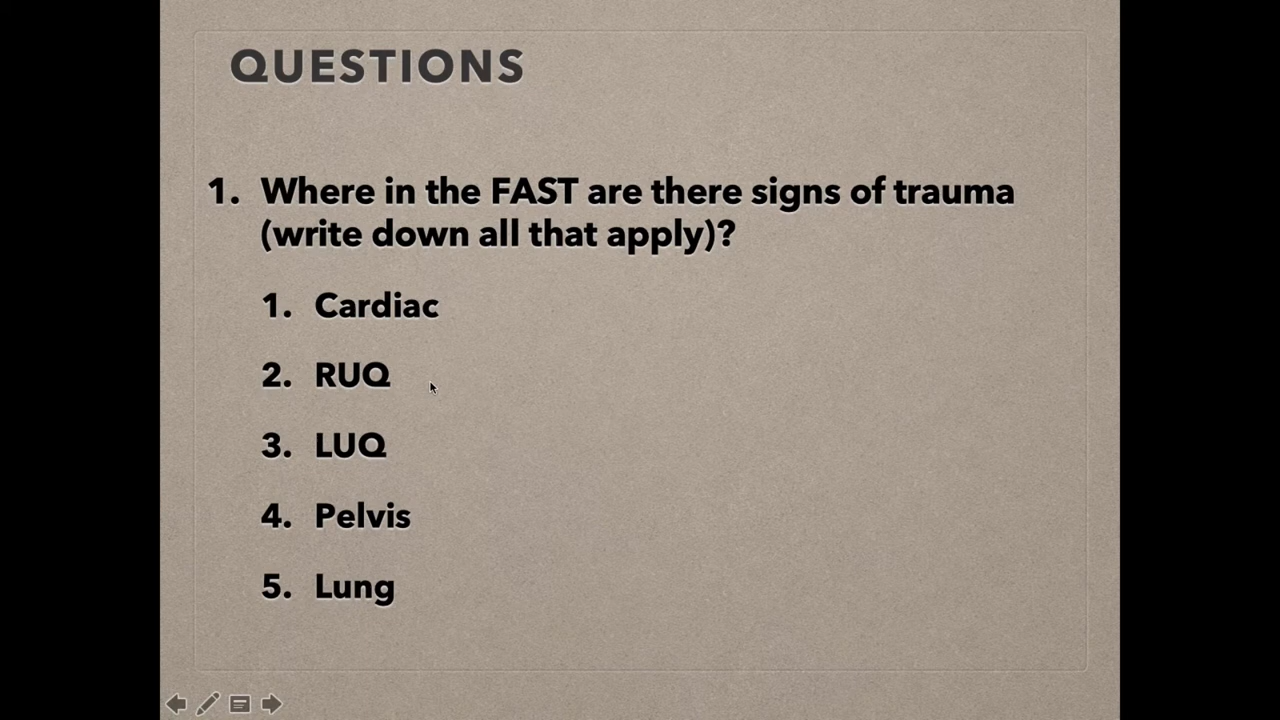 QUESTIONS
1. Where in the FAST are there signs of trauma
(write down all that apply)?
1. Cardiac
2. RUQ
3. LUQ
4. Pelvis
5. Lung